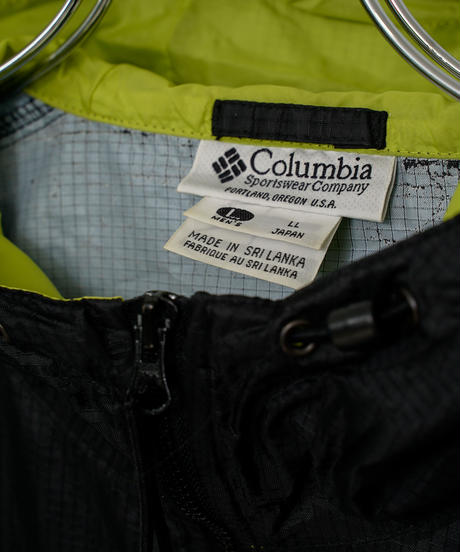 Columbia
Sportswear Company
PORTLAND, OREGON U.S.A.
L LL
MEN'S JAPAN
MADE IN SRI LANKA
FABRIQUE AU SRI LANKA